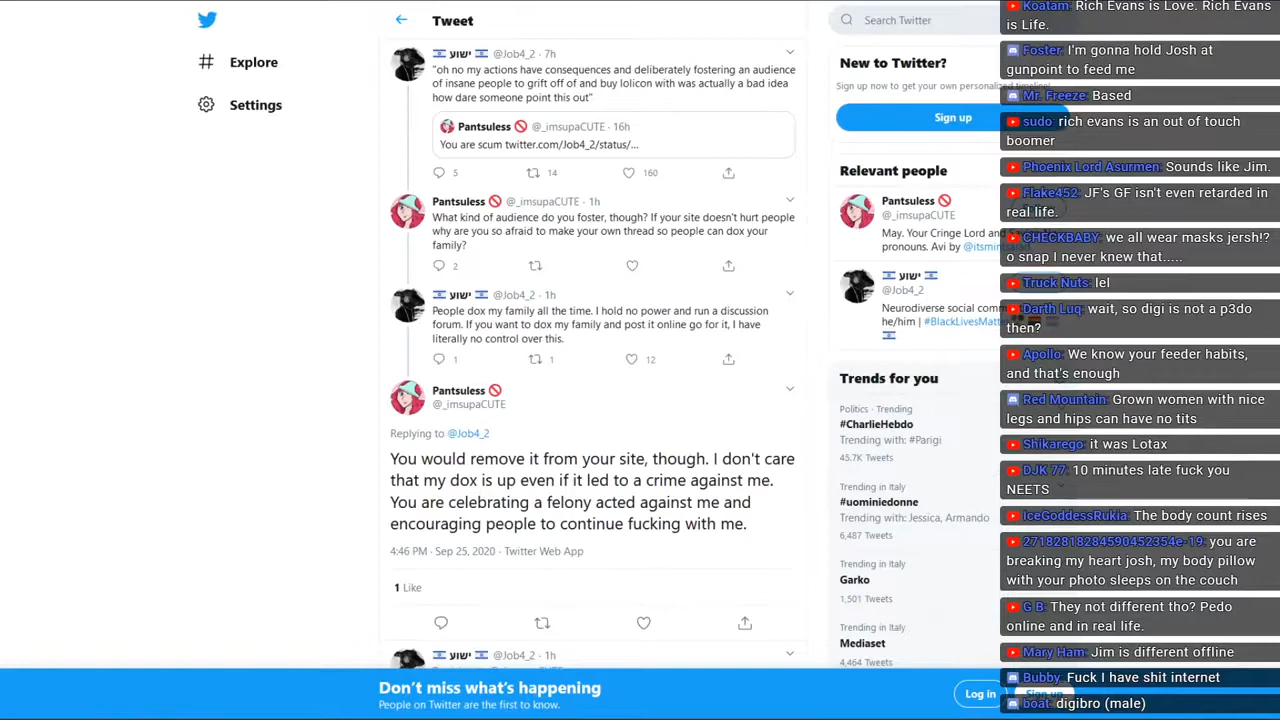 Explore
Settings
Tweet
ישוע @Job4_2 · 7h
"oh no my actions have consequences and deliberately fostering an audience
of insane people to grift off of and buy lolicon with was actually a bad idea
how dare someone point this out"
Pantsuless @_imsupaCUTE · 16h
You are scum twitter.com/Job4_2/status/...
5
14
160
Pantsuless @_imsupaCUTE · 1h
What kind of audience do you foster, though? If your site doesn't hurt people
why are you so afraid to make your own thread so people can dox your
family?
2
ישוע @Job4_2 · 1h
People dox my family all the time. I hold no power and run a discussion
forum. If you want to dox my family and post it online go for it, I have
literally no control over this.
1
1
12
Pantsuless
@_imsupaCUTE
Replying to @Job4_2
You would remove it from your site, though. I don't care
that my dox is up even if it led to a crime against me.
You are celebrating a felony acted against me and
encouraging people to continue fucking with me.
4:46 PM · Sep 25, 2020 · Twitter Web App
1 Like
ישוע @Job4_2 · 1h
Search Twitter
New to Twitter?
Sign up now to get your own personalized timeline!
Sign up
Relevant people
Pantsuless
@_imsupaCUTE
May. Your Cringe Lord and
pronouns. Avi by
ישוע
@Job4_2
Neurodiverse social
he/him | #BlackLivesMatt
Trends for you
Politics · Trending
#CharlieHebdo
Trending with: #Parigi
45.7K Tweets
Trending in Italy
#uominiedonne
Trending with: Jessica, Armando
6,487 Tweets
Trending in Italy
Garko
1,501 Tweets
Trending in Italy
Mediaset
4,464 Tweets
Don't miss what's happening
People on Twitter are the first to know.
Log in
Sign up
Koatam: Rich Evans is Love. Rich Evans
is Life.
Foster: I'm gonna hold Josh at
gunpoint to feed me
Mr. Freeze: Based
sudo: rich evans is an out of touch
boomer
Phoenix Lord Asurmen: Sounds like Jim.
Flake452: JF's GF isn't even retarded in
real life.
CHECKBABY: we all wear masks jersh!?
o snap I never knew that.....
Truck Nuts: lel
Darth Luq: wait, so digi is not a p3do
then?
Apollo: We know your feeder habits,
and that's enough
Red Mountain: Grown women with nice
legs and hips can have no tits
Shikarego: it was Lotax
DJK 77: 10 minutes late fuck you
NEETS
IceGoddessRukia: The body count rises
27182818284590452354e-19: you are
breaking my heart josh, my body pillow
with your photo sleeps on the couch
G B: They not different tho? Pedo
online and in real life.
Mary Ham: Jim is different offline
Bubby: Fuck I have shit internet
boat: digibro (male)